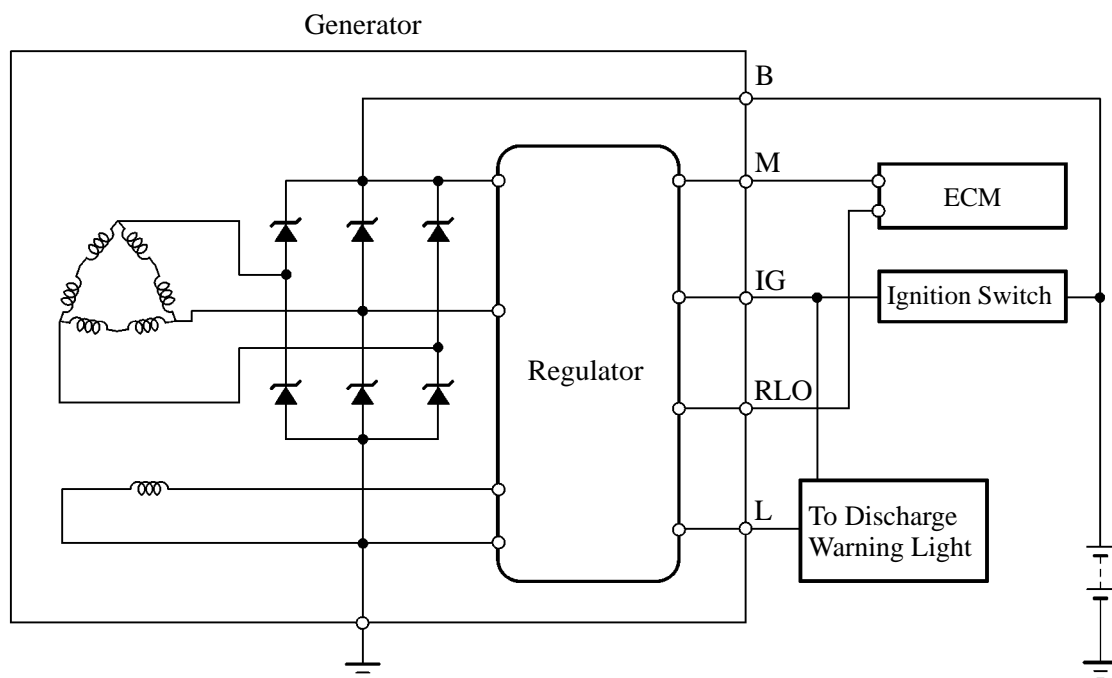 Generator
B
M
ECM
IG
Ignition Switch
Regulator
RLO
L
To Discharge
Warning Light